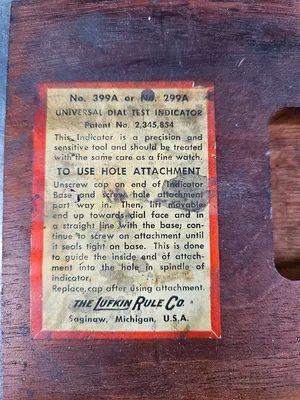 No. 399A or No. 299A
UNIVERSAL DIAL TEST INDICATOR
Patent No. 2,345,854
This Indicator is a precision and
sensitive tool and should be treated
with the same care as a fine watch.
TO USE HOLE ATTACHMENT
Unscrew cap on end of Indicator
Base and screw hole attachment
part way in. Then, lift movable
end up towards dial face and in
a straight line with the base; con-
tinue to screw on attachment until
it seals tight on base. This is done
to guide the inside end of attach-
ment into the hole in spindle of
indicator.
Replace cap after using attachment.
THE LUFKIN RULE CO.
Saginaw, Michigan, U.S.A.